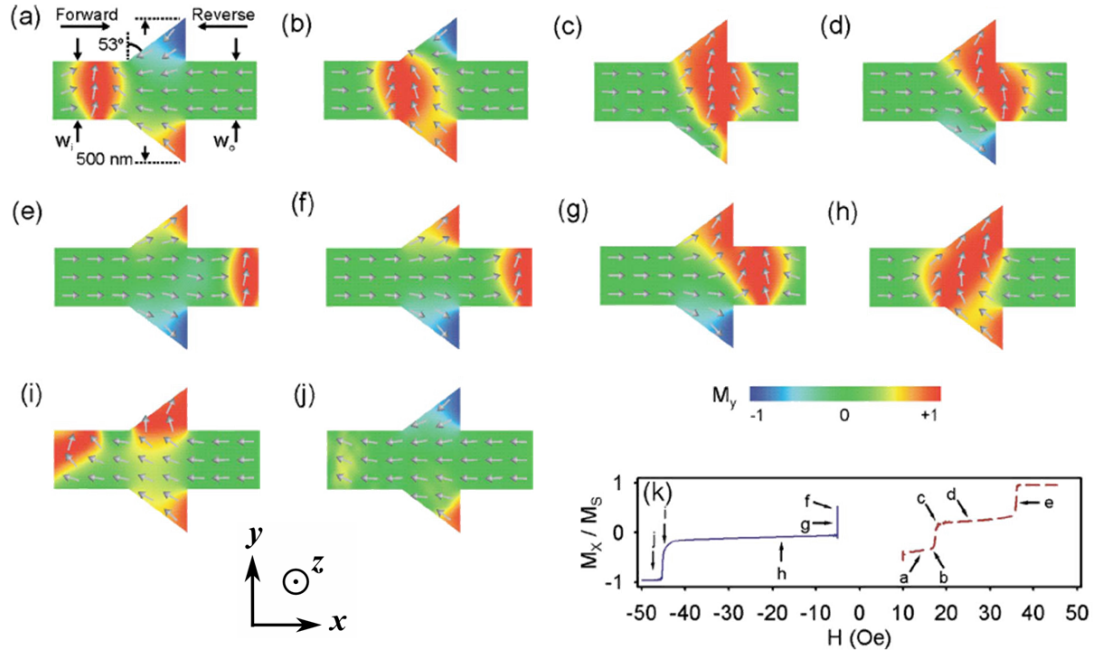 (a) Forward Reverse
53°
w_i 500 nm w_o
(b)
(c)
(d)
(e)
(f)
(g)
(h)
(i)
(j)
M_y
-1 0 +1
y
z
x
(k)
M_X / M_S
1
0
-1
j i h g f
a b c d e
-50 -40 -30 -20 -10 0 10 20 30 40 50
H (Oe)